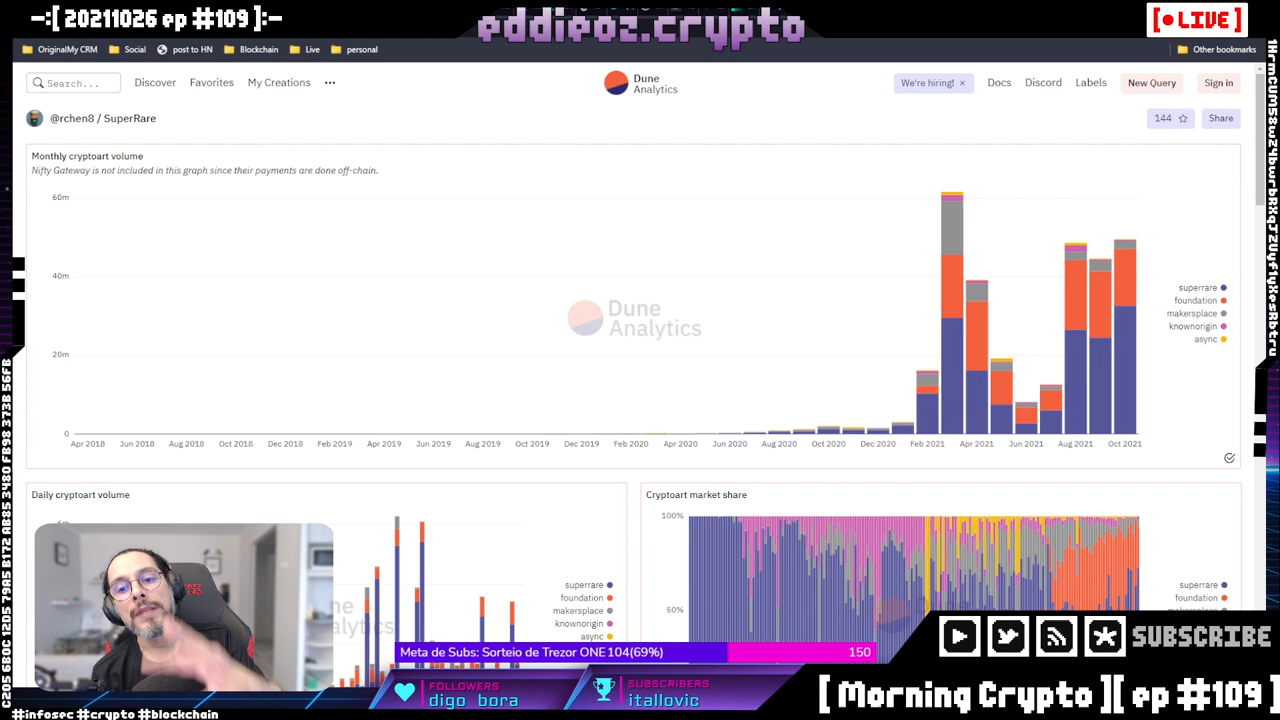 -:[ 20211026 ep #109 ]:-
eddieoz.crypto
[● LIVE ]
OriginalMy CRM
Social
post to HN
Blockchain
Live
personal
Other bookmarks
Search...
Discover
Favorites
My Creations
Dune
Analytics
We're hiring! ×
Docs
Discord
Labels
New Query
Sign in
@rchen8 / SuperRare
144
Share
Monthly cryptoart volume
Nifty Gateway is not included in this graph since their payments are done off-chain.
60m
40m
20m
0
Dune
Analytics
superrare
foundation
makersplace
knownorigin
async
Apr 2018
Jun 2018
Aug 2018
Oct 2018
Dec 2018
Feb 2019
Apr 2019
Jun 2019
Aug 2019
Oct 2019
Dec 2019
Feb 2020
Apr 2020
Jun 2020
Aug 2020
Oct 2020
Dec 2020
Feb 2021
Apr 2021
Jun 2021
Aug 2021
Oct 2021
Daily cryptoart volume
superrare
foundation
makersplace
knownorigin
async
Cryptoart market share
100%
50%
superrare
foundation
Meta de Subs: Sorteio de Trezor ONE
104(69%)
150
FOLLOWERS
digo_bora_
SUBSCRIBERS
itallovic
SUBSCRIBE
[ Morning Crypto ][ ep #109 ]
#infosec #crypto #blockchain